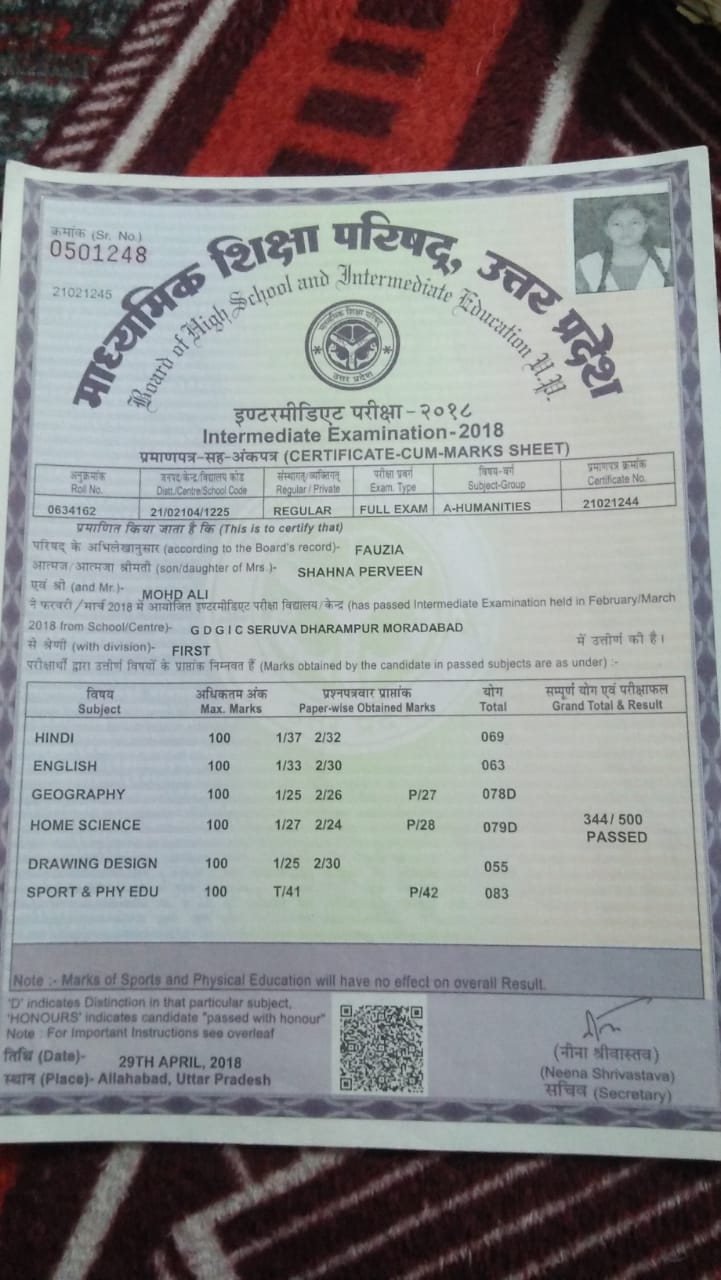 क्रमांक (Sr. No.)
0501248
21021245
माध्यमिक शिक्षा परिषद्, उत्तर प्रदेश
Board of High School and Intermediate Education U.P.
माध्यमिक शिक्षा परिषद
उत्तर प्रदेश
इण्टरमीडिएट परीक्षा - २०१८
Intermediate Examination-2018
प्रमाणपत्र-सह-अंकपत्र (CERTIFICATE-CUM-MARKS SHEET)
अनुक्रमांक जनपद/केन्द्र/विद्यालय कोड संस्थागत/व्यक्तिगत परीक्षा प्रवर्ग विषय-वर्ग प्रमाणपत्र क्रमांक
Roll No. Distt./Centre/School Code Regular / Private Exam. Type Subject-Group Certificate No.
0634162 21/02104/1225 REGULAR FULL EXAM A-HUMANITIES 21021244
प्रमाणित किया जाता है कि (This is to certify that)
परिषद के अभिलेखानुसार (according to the Board's record)- FAUZIA
आत्मज/आत्मजा श्रीमती (son/daughter of Mrs.)- SHAHNA PERVEEN
एवं श्री (and Mr.)- MOHD ALI
ने फरवरी/मार्च 2018 में आयोजित इण्टरमीडिएट परीक्षा विद्यालय/केन्द्र (has passed Intermediate Examination held in February/March
2018 from School/Centre)- G D G I C SERUVA DHARAMPUR MORADABAD
से श्रेणी (with division)- FIRST में उत्तीर्ण की है।
परीक्षार्थी द्वारा उत्तीर्ण विषयों के प्राप्तांक निम्नवत हैं (Marks obtained by the candidate in passed subjects are as under) :-
विषय अधिकतम अंक प्रश्नपत्रवार प्राप्तांक योग सम्पूर्ण योग एवं परीक्षाफल
Subject Max. Marks Paper-wise Obtained Marks Total Grand Total & Result
HINDI 100 1/37 2/32 069
ENGLISH 100 1/33 2/30 063
GEOGRAPHY 100 1/25 2/26 P/27 078D
HOME SCIENCE 100 1/27 2/24 P/28 079D 344/ 500
PASSED
DRAWING DESIGN 100 1/25 2/30 055
SPORT & PHY EDU 100 T/41 P/42 083
Note :- Marks of Sports and Physical Education will have no effect on overall Result.
'D' indicates Distinction in that particular subject,
'HONOURS' indicates candidate "passed with honour"
Note : For Important Instructions see overleaf
तिथि (Date)- 29TH APRIL, 2018
स्थान (Place)- Allahabad, Uttar Pradesh
(नीना श्रीवास्तव)
(Neena Shrivastava)
सचिव (Secretary)